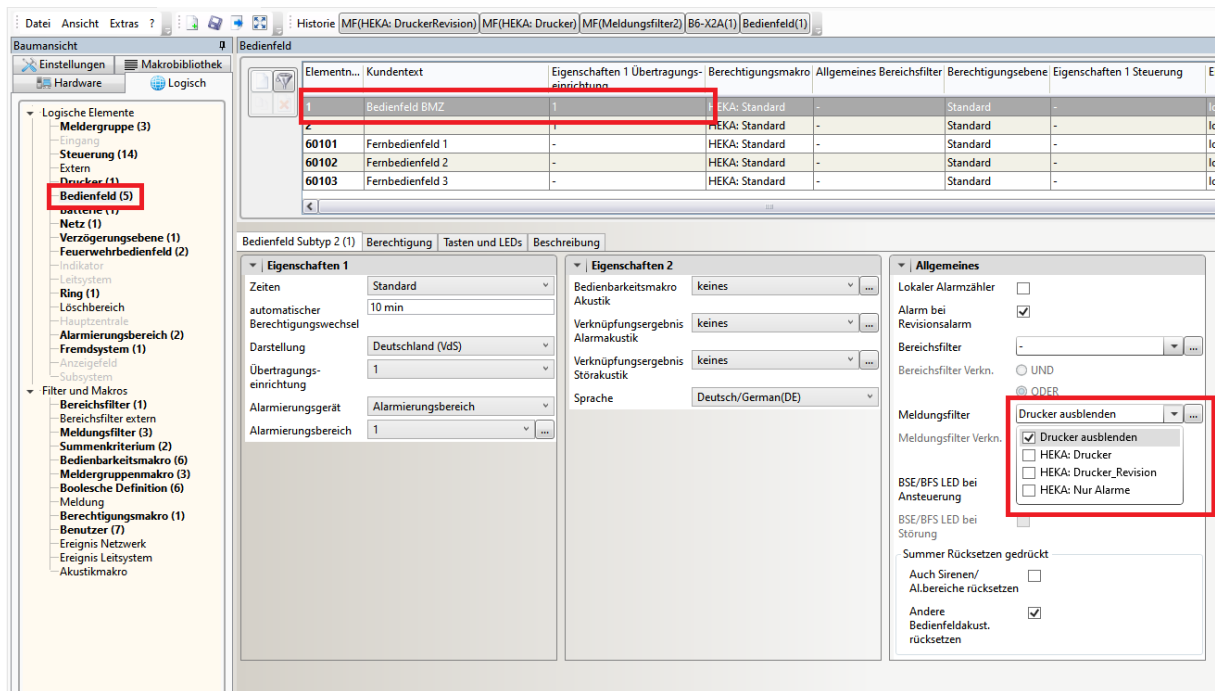 Datei Ansicht Extras ? Historie MF(HEKA: DruckerRevision) MF(HEKA: Drucker) MF(Meldungsfilter2) B6-X2A(1) Bedienfeld(1)
Baumansicht
Einstellungen Makrobibliothek
Hardware Logisch
Logische Elemente
Meldergruppe (3)
Eingang
Steuerung (14)
Extern
Drucker (1)
Bedienfeld (5)
Batterie (1)
Netz (1)
Verzögerungsebene (1)
Feuerwehrbedienfeld (2)
Indikator
Leitsystem
Ring (1)
Löschbereich
Hauptzentrale
Alarmierungsbereich (2)
Fremdsystem (1)
Anzeigefeld
Subsystem
Filter und Makros
Bereichsfilter (1)
Bereichsfilter extern
Meldungsfilter (3)
Summenkriterium (2)
Bedienbarkeitsmakro (6)
Meldergruppenmakro (3)
Boolesche Definition (6)
Meldung
Berechtigungsmakro (1)
Benutzer (7)
Ereignis Netzwerk
Ereignis Leitsystem
Akustikmakro
Bedienfeld
Elementn... Kundentext Eigenschaften 1 Übertragungs- Berechtigungsmakro Allgemeines Bereichsfilter Berechtigungsebene Eigenschaften 1 Steuerung E
einrichtung
1 Bedienfeld BMZ 1 HEKA: Standard - Standard -
2 1 HEKA: Standard - Standard -
60101 Fernbedienfeld 1 - HEKA: Standard - Standard -
60102 Fernbedienfeld 2 - HEKA: Standard - Standard -
60103 Fernbedienfeld 3 - HEKA: Standard - Standard -
Bedienfeld Subtyp 2 (1) Berechtigung Tasten und LEDs Beschreibung
Eigenschaften 1
Zeiten Standard
automatischer 10 min
Berechtigungswechsel
Darstellung Deutschland (VdS)
Übertragungs- 1
einrichtung
Alarmierungsgerät Alarmierungsbereich
Alarmierungsbereich 1 ...
Eigenschaften 2
Bedienbarkeitsmakro keines ...
Akustik
Verknüpfungsergebnis keines ...
Alarmakustik
Verknüpfungsergebnis keines ...
Störakustik
Sprache Deutsch/German(DE)
Allgemeines
Lokaler Alarmzähler
Alarm bei
Revisionsalarm
Bereichsfilter - ...
Bereichsfilter Verkn. UND
ODER
Meldungsfilter Drucker ausblenden ...
Meldungsfilter Verkn.
Drucker ausblenden
HEKA: Drucker
HEKA: Drucker_Revision
HEKA: Nur Alarme
BSE/BFS LED bei
Ansteuerung
BSE/BFS LED bei
Störung
Summer Rücksetzen gedrückt
Auch Sirenen/
Al.bereiche rücksetzen
Andere
Bedienfeldakust.
rücksetzen